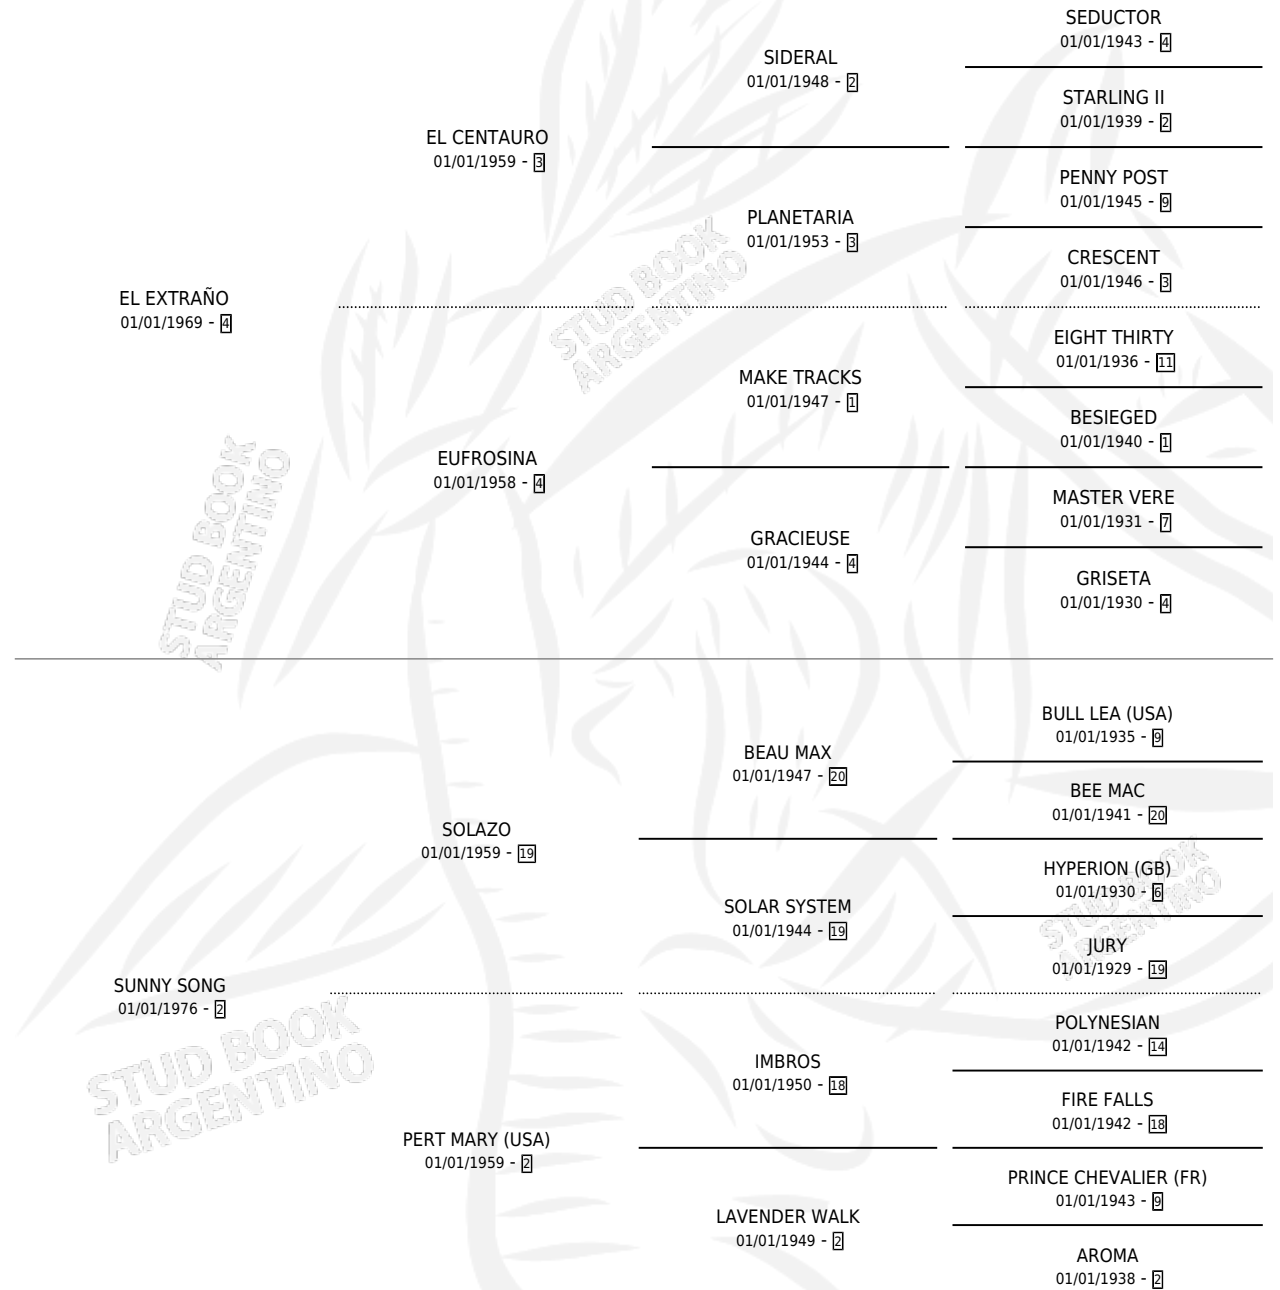 SEDUCTOR
01/01/1943 - 4
SIDERAL
01/01/1948 - 2
STARLING II
01/01/1939 - 2
EL CENTAURO
01/01/1959 - 3
PENNY POST
01/01/1945 - 9
PLANETARIA
01/01/1953 - 3
CRESCENT
01/01/1946 - 3
EL EXTRAÑO
01/01/1969 - 4
EIGHT THIRTY
01/01/1936 - 11
MAKE TRACKS
01/01/1947 - 1
BESIEGED
01/01/1940 - 1
EUFROSINA
01/01/1958 - 4
MASTER VERE
01/01/1931 - 7
GRACIEUSE
01/01/1944 - 4
GRISETA
01/01/1930 - 4
BULL LEA (USA)
01/01/1935 - 9
BEAU MAX
01/01/1947 - 20
BEE MAC
01/01/1941 - 20
SOLAZO
01/01/1959 - 19
HYPERION (GB)
01/01/1930 - 6
SOLAR SYSTEM
01/01/1944 - 19
JURY
01/01/1929 - 19
SUNNY SONG
01/01/1976 - 2
POLYNESIAN
01/01/1942 - 14
IMBROS
01/01/1950 - 18
FIRE FALLS
01/01/1942 - 18
PERT MARY (USA)
01/01/1959 - 2
PRINCE CHEVALIER (FR)
01/01/1943 - 9
LAVENDER WALK
01/01/1949 - 2
AROMA
01/01/1938 - 2
STUD BOOK
ARGENTINO
STUD BOOK
ARGENTINO
STUD BOOK
ARGENTINO
STUD BOOK
ARGENTINO